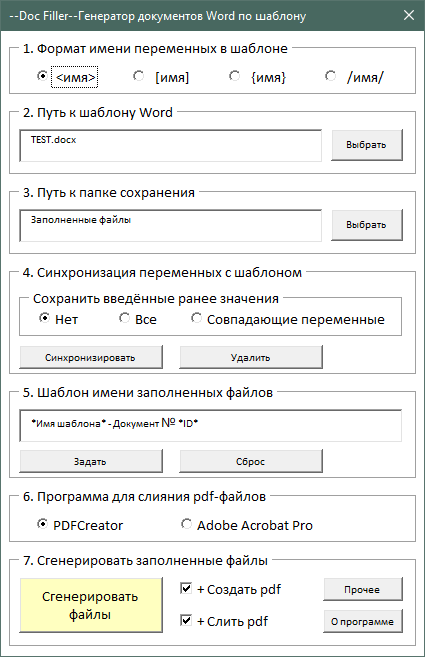 --Doc Filler--Генератор документов Word по шаблону
1. Формат имени переменных в шаблоне
<имя> [имя] {имя} /имя/
2. Путь к шаблону Word
TEST.docx
Выбрать
3. Путь к папке сохранения
Заполненные файлы
Выбрать
4. Синхронизация переменных с шаблоном
Сохранить введённые ранее значения
Нет Все Совпадающие переменные
Синхронизировать Удалить
5. Шаблон имени заполненных файлов
*Имя шаблона* - Документ № *ID*
Задать Сброс
6. Программа для слияния pdf-файлов
PDFCreator Adobe Acrobat Pro
7. Сгенерировать заполненные файлы
Сгенерировать
файлы
+ Создать pdf
Прочее
+ Слить pdf
О программе